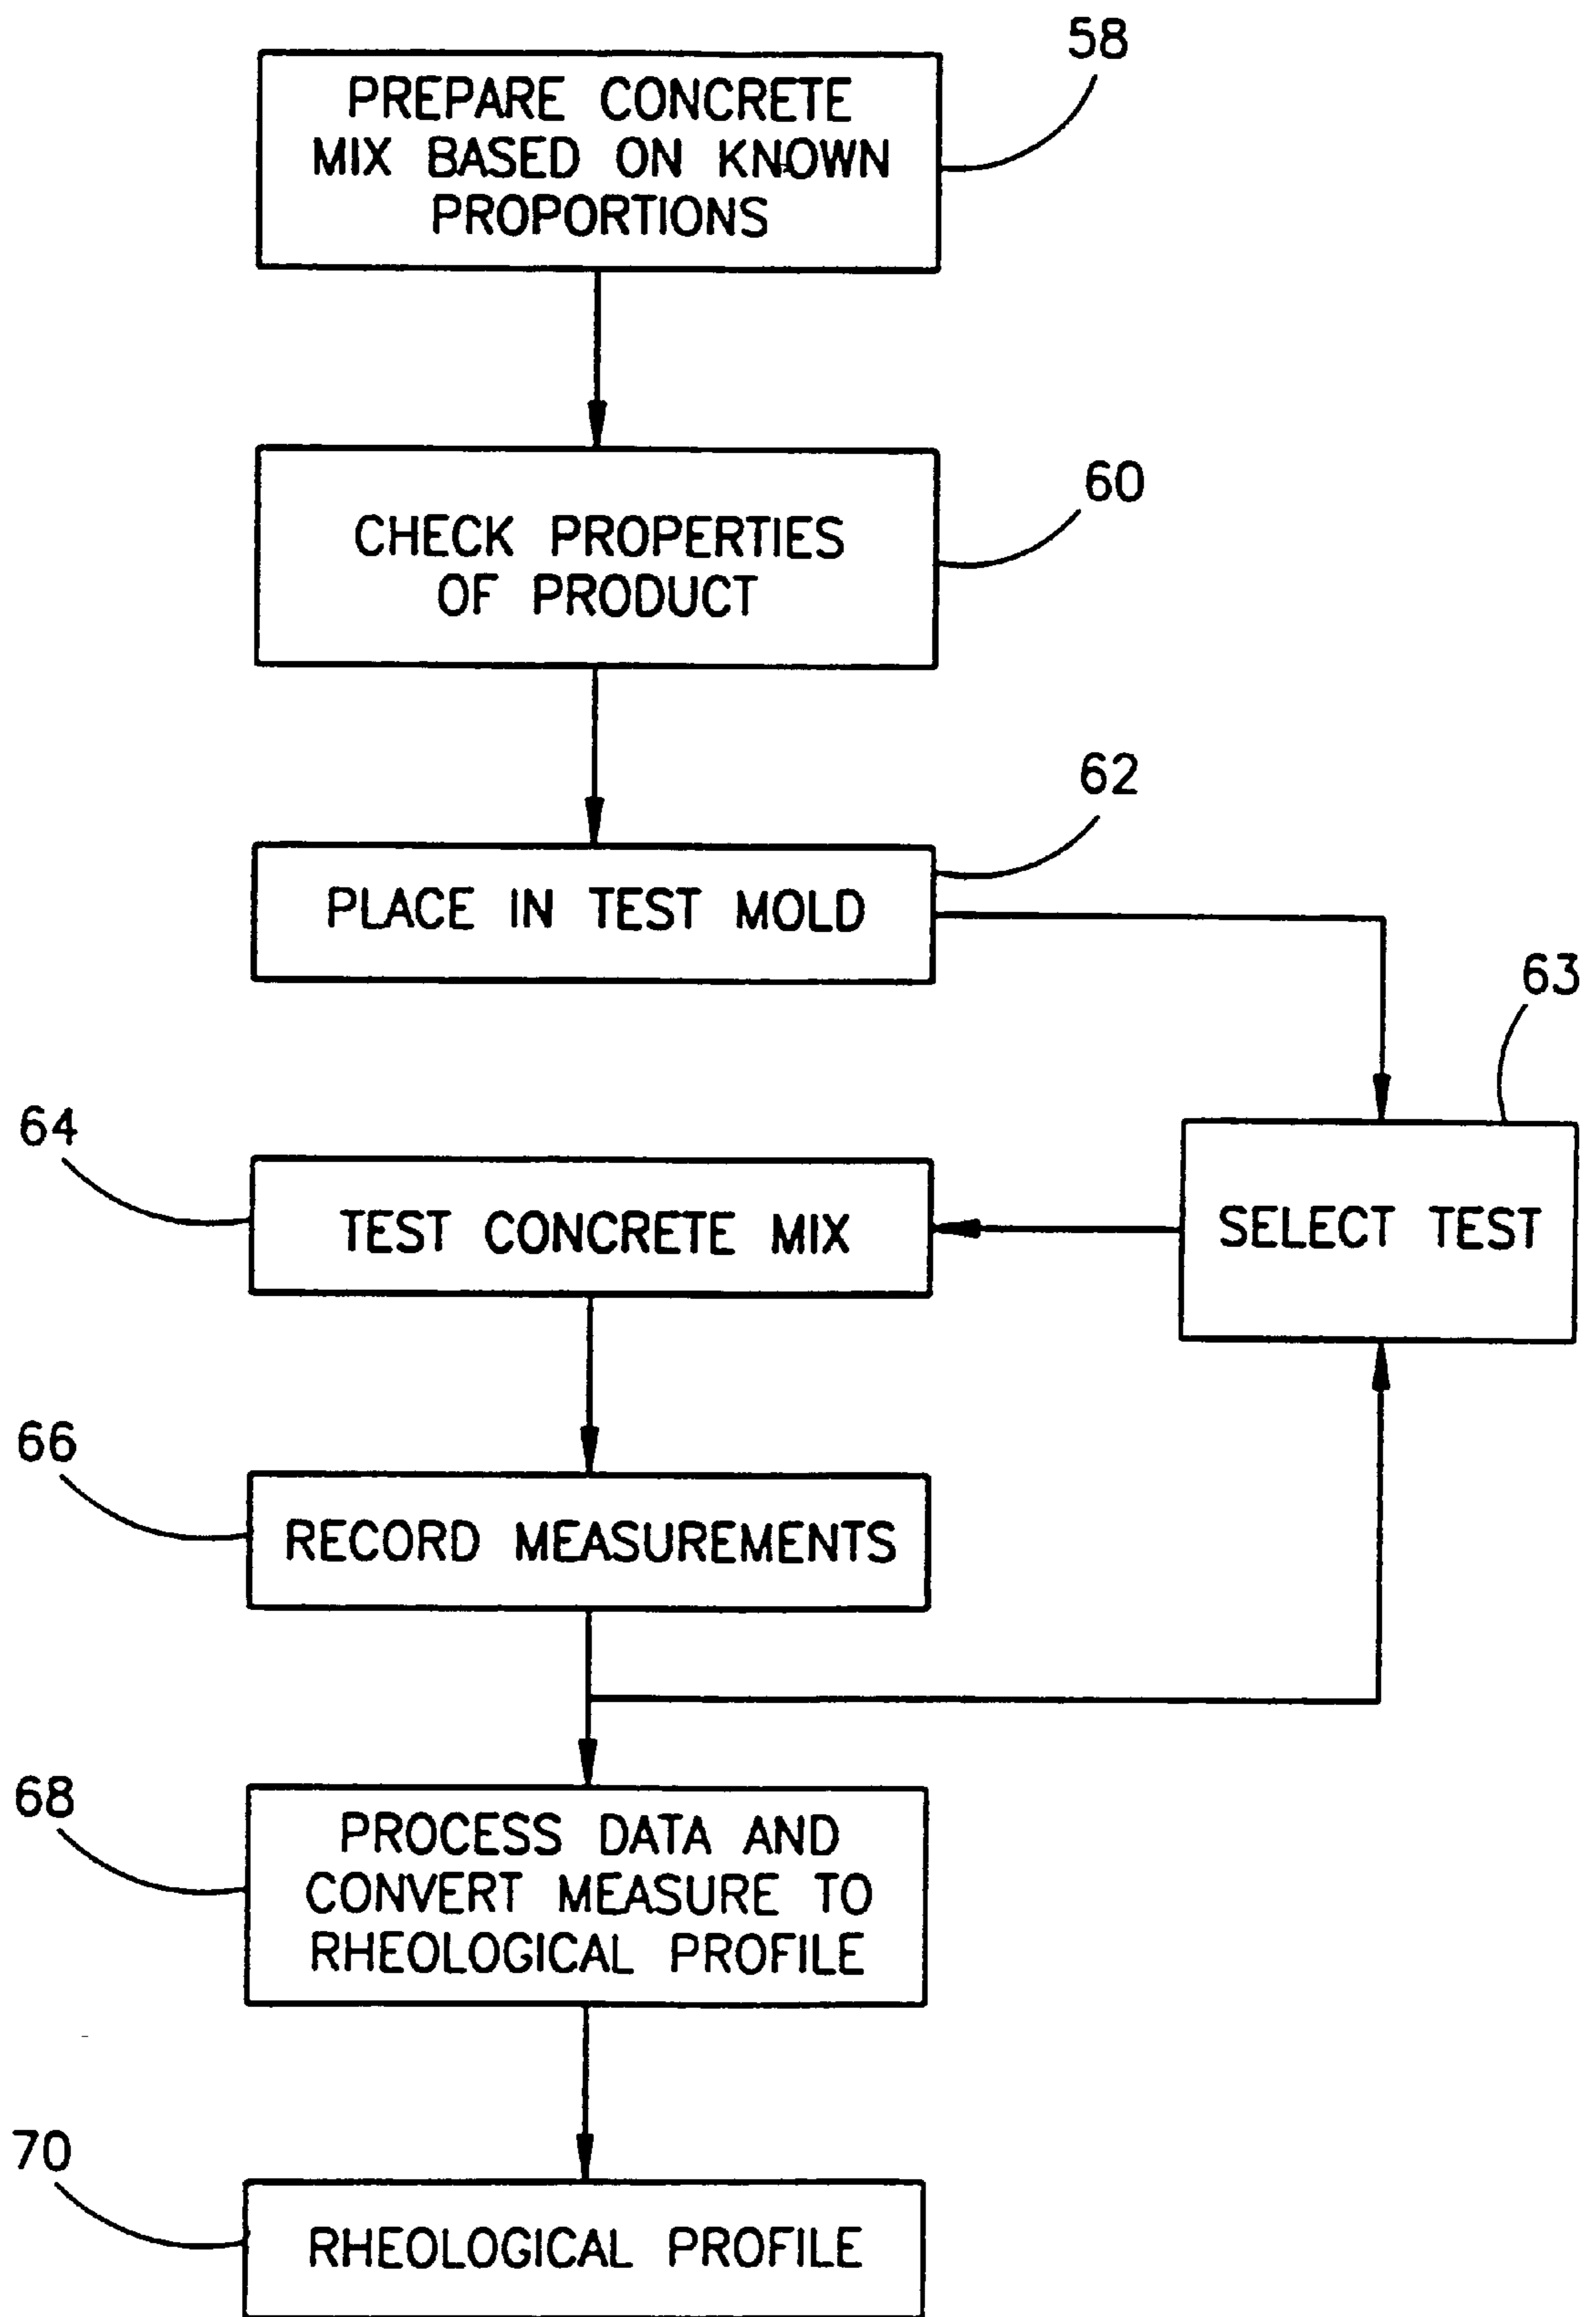 58
PREPARE CONCRETE
MIX BASED ON KNOWN
PROPORTIONS
60
CHECK PROPERTIES
OF PRODUCT
62
PLACE IN TEST MOLD
63
SELECT TEST
64
TEST CONCRETE MIX
66
RECORD MEASUREMENTS
68
PROCESS DATA AND
CONVERT MEASURE TO
RHEOLOGICAL PROFILE
70
RHEOLOGICAL PROFILE